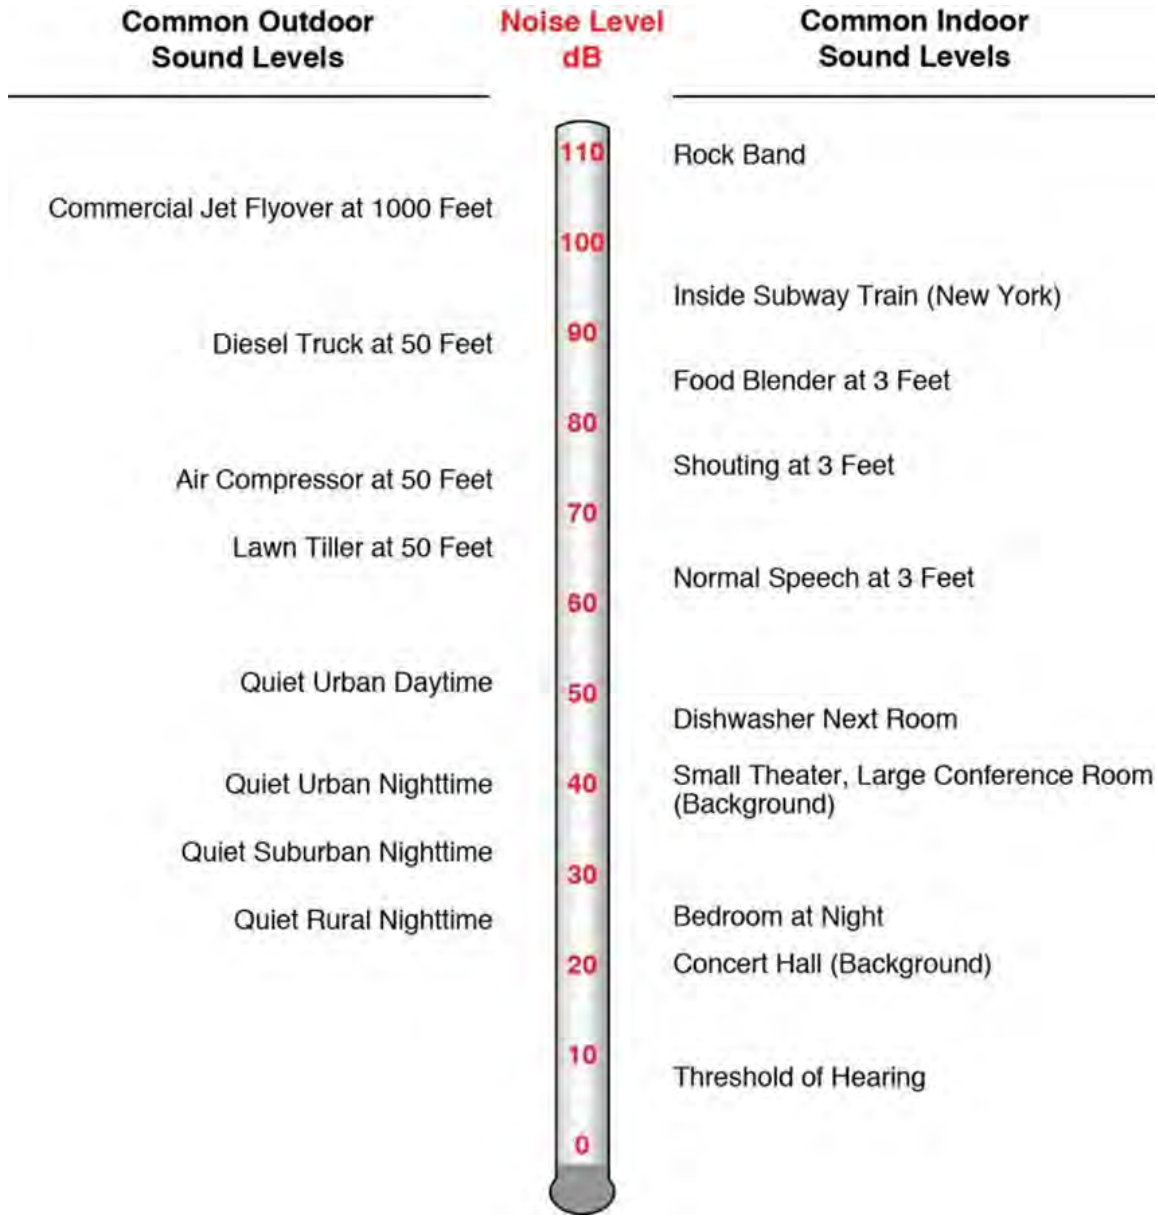 Common Outdoor
Sound Levels
Noise Level
dB
Common Indoor
Sound Levels
110
Rock Band
Commercial Jet Flyover at 1000 Feet
100
Inside Subway Train (New York)
90
Diesel Truck at 50 Feet
Food Blender at 3 Feet
80
Shouting at 3 Feet
Air Compressor at 50 Feet
70
Lawn Tiller at 50 Feet
Normal Speech at 3 Feet
60
Quiet Urban Daytime
50
Dishwasher Next Room
Quiet Urban Nighttime
40
Small Theater, Large Conference Room
(Background)
Quiet Suburban Nighttime
30
Quiet Rural Nighttime
Bedroom at Night
20
Concert Hall (Background)
10
Threshold of Hearing
0